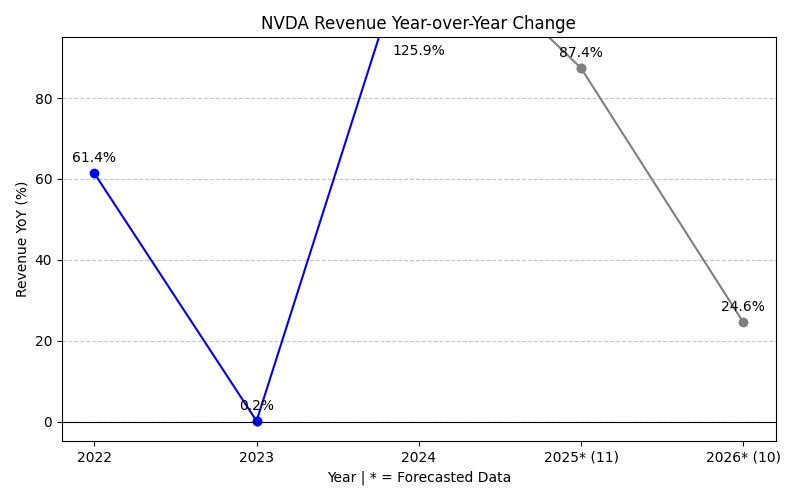 NVDA Revenue Year-over-Year Change
125.9%
87.4%
80
61.4%
60
Revenue YoY (%)
40
24.6%
20
0.2%
0
2022 2023 2024 2025* (11) 2026* (10)
Year | * = Forecasted Data